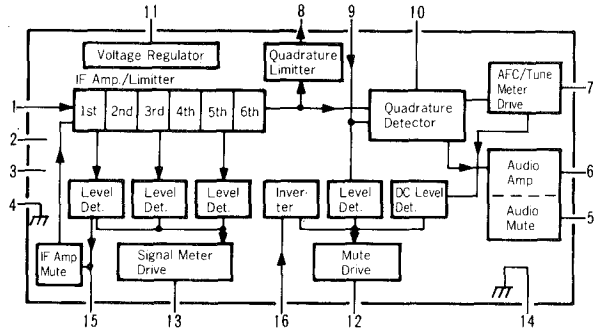 11
8
9
10
Voltage Regulator
Quadrature
Limitter
AFC/Tune
Meter
Drive
7
IF Amp./Limitter
1
1st 2nd 3rd 4th 5th 6th
Quadrature
Detector
2
3
4
Level
Det.
Level
Det.
Level
Det.
Inver-
ter
Level
Det.
DC Level
Det.
Audio
Amp
6
Audio
Mute
5
IF Amp
Mute
Signal Meter
Drive
Mute
Drive
15
13
16
12
14